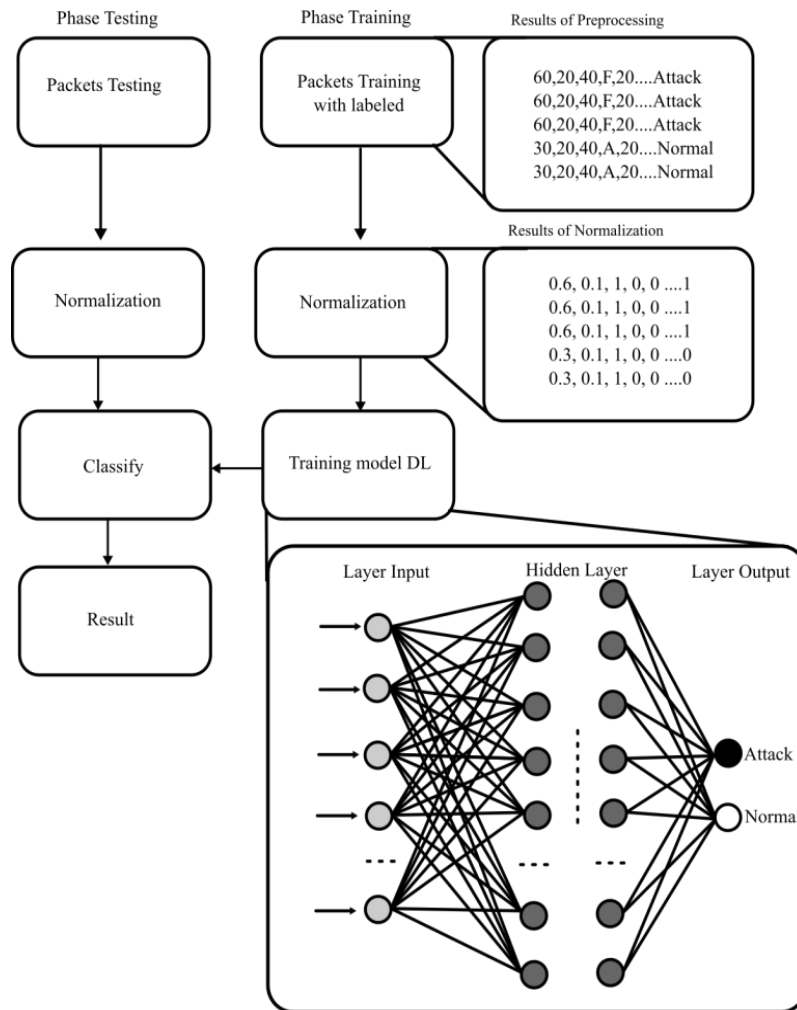 Phase Testing
Packets Testing
Normalization
Classify
Result
Phase Training
Packets Training
with labeled
Normalization
Training model DL
Results of Preprocessing
60,20,40,F,20....Attack
60,20,40,F,20....Attack
60,20,40,F,20....Attack
30,20,40,A,20....Normal
30,20,40,A,20....Normal
Results of Normalization
0.6, 0.1, 1, 0, 0 ....1
0.6, 0.1, 1, 0, 0 ....1
0.6, 0.1, 1, 0, 0 ....1
0.3, 0.1, 1, 0, 0 ....0
0.3, 0.1, 1, 0, 0 ....0
Layer Input
Hidden Layer
Layer Output
Attack
Normal